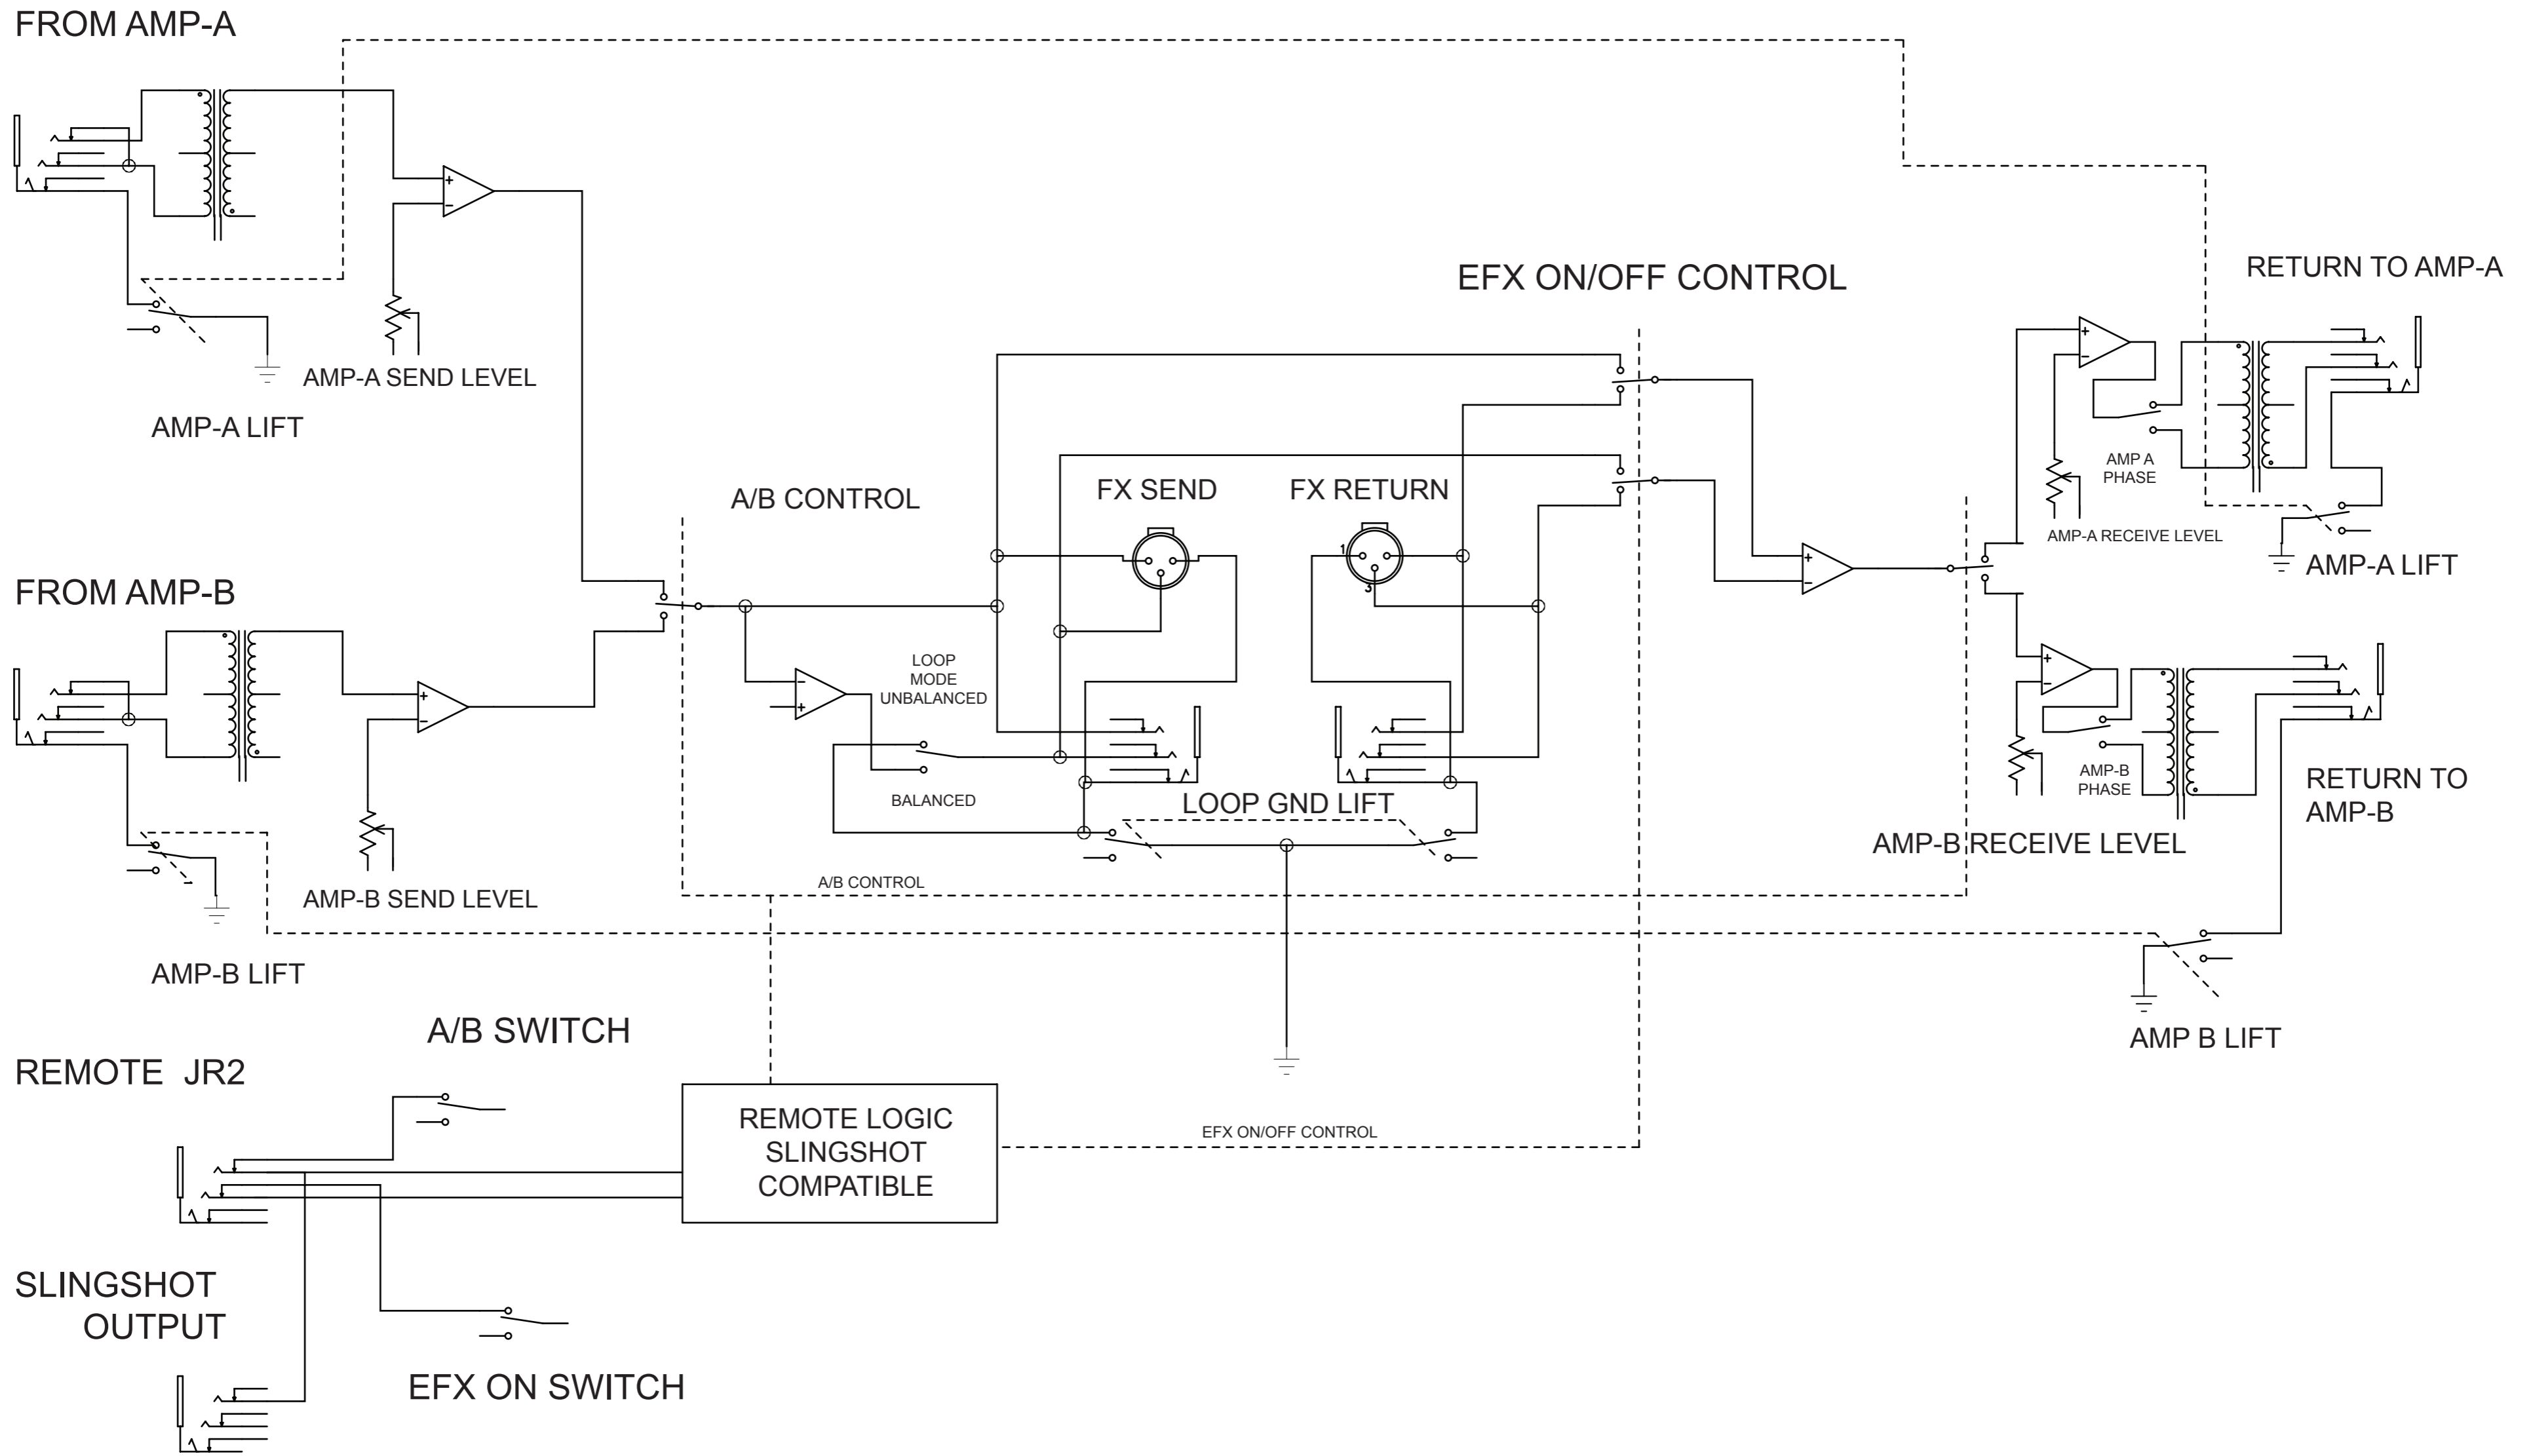 FROM AMP-A
AMP-A SEND LEVEL
AMP-A LIFT
EFX ON/OFF CONTROL
RETURN TO AMP-A
A/B CONTROL
FX SEND
FX RETURN
1
3
AMP A
PHASE
AMP-A RECEIVE LEVEL
AMP-A LIFT
FROM AMP-B
LOOP
MODE
UNBALANCED
BALANCED
LOOP GND LIFT
AMP-B
PHASE
RETURN TO
AMP-B
AMP-B RECEIVE LEVEL
A/B CONTROL
AMP-B SEND LEVEL
AMP-B LIFT
AMP B LIFT
A/B SWITCH
REMOTE JR2
REMOTE LOGIC
SLINGSHOT
COMPATIBLE
EFX ON/OFF CONTROL
SLINGSHOT
OUTPUT
EFX ON SWITCH